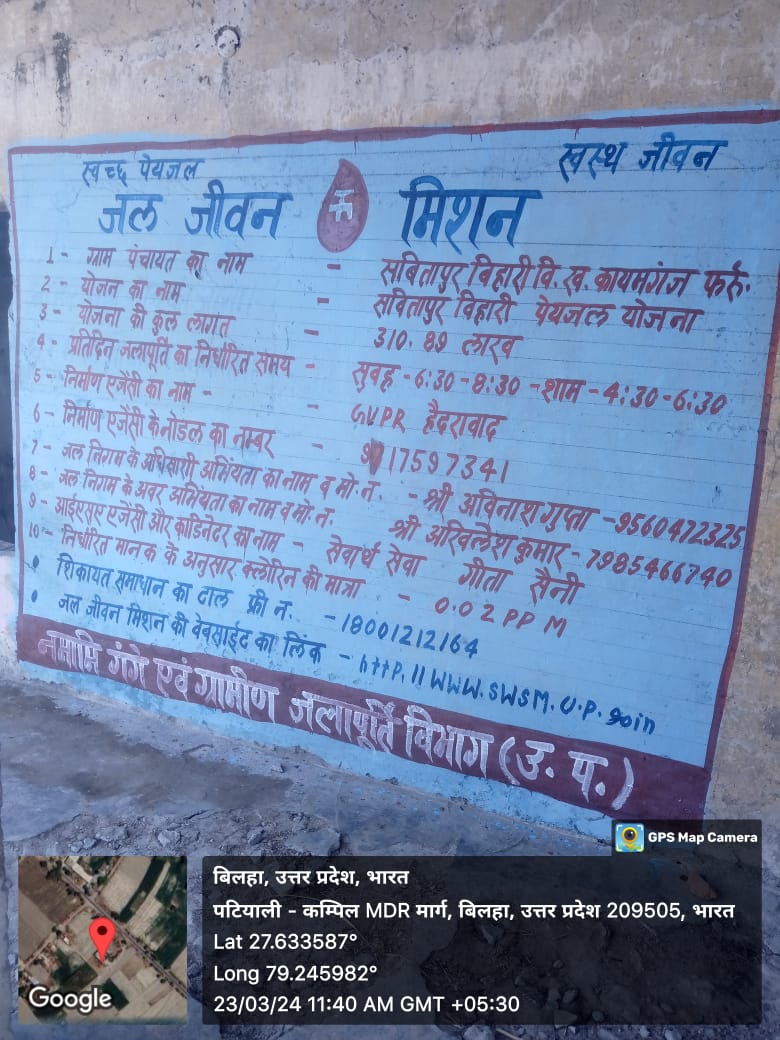 स्वच्छ पेयजल
स्वस्थ जीवन
जल जीवन मिशन
1 - ग्राम पंचायत का नाम - सबितापुर बिहारी वि. ख. कायमगंज फर्रु.
2 - योजन का नाम - सवितापुर विहारी पेयजल योजना
3 - योजना की कुल लागत - 310. 89 लाख
4 - प्रतिदिन जलापूर्ति का निर्धारित समय - सुवह - 6:30 - 8:30 - शाम - 4:30 - 6:30
5 - निर्माण एजेंसी का नाम - - GVPR हैदरावाद
6 - निर्माण एजेंसी के नोडल का नम्बर - 9917597341
7 - जल निगम के अधिसाशी अभियंता का नाम व मो. न. - श्री अविनाश गुप्ता - 9560472325
8 - जल निगम के अवर अभियंता का नाम व मो. न. श्री अखिलेश कुमार - 7985466740
9 - आईएसए एजेंसी और काडिनेटर का नाम - सेवार्थ सेवा गीता सैनी
10 - निर्धारित मानक के अनुसार क्लोरिन की मात्रा - 0.02 PPM
• शिकायत समाधान का टाल फ्री न. - 18001212164
• जल जीवन मिशन की वेबसाईट का लिंक - http.//www.swsm.U.P.goin
नमामि गंगे एवं ग्रामीण जलापूर्ति विभाग (उ. प.)
GPS Map Camera
बिलहा, उत्तर प्रदेश, भारत
पटियाली - कम्पिल MDR मार्ग, बिलहा, उत्तर प्रदेश 209505, भारत
Lat 27.633587°
Long 79.245982°
23/03/24 11:40 AM GMT +05:30
Google